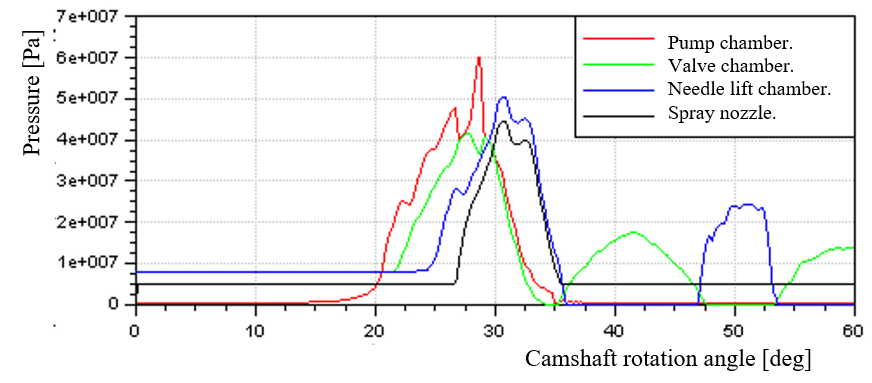 7e+007
6e+007
5e+007
4e+007
3e+007
2e+007
1e+007
0
Pressure [Pa]
Pump chamber.
Valve chamber.
Needle lift chamber.
Spray nozzle.
0 10 20 30 40 50 60
Camshaft rotation angle [deg]